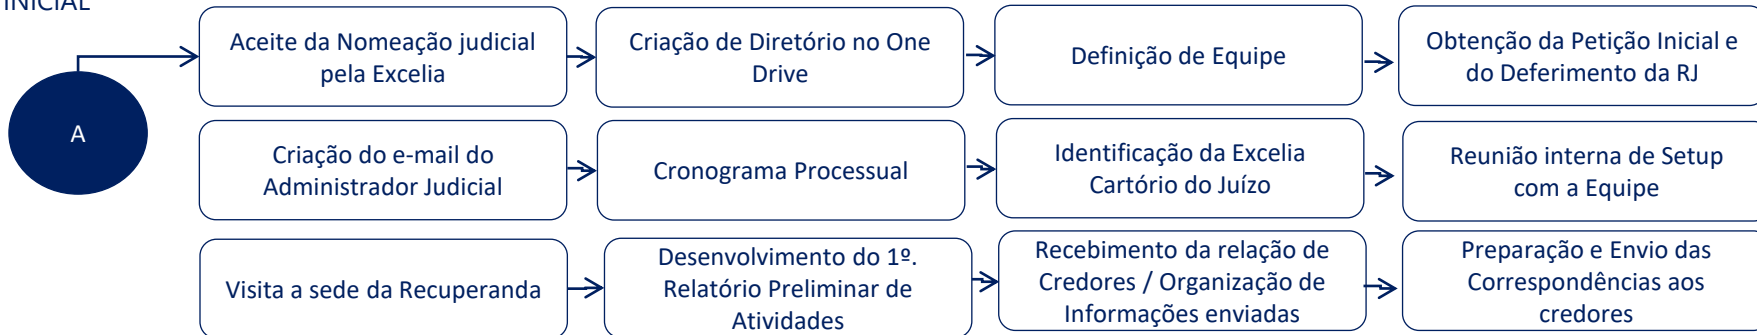 INICIAL
A
Aceite da Nomeação judicial
pela Excelia
Criação de Diretório no One
Drive
Definição de Equipe
Obtenção da Petição Inicial e
do Deferimento da RJ
Criação do e-mail do
Administrador Judicial
Cronograma Processual
Identificação da Excelia
Cartório do Juízo
Reunião interna de Setup
com a Equipe
Visita a sede da Recuperanda
Desenvolvimento do 1º.
Relatório Preliminar de
Atividades
Recebimento da relação de
Credores / Organização de
Informações enviadas
Preparação e Envio das
Correspondências aos
credores